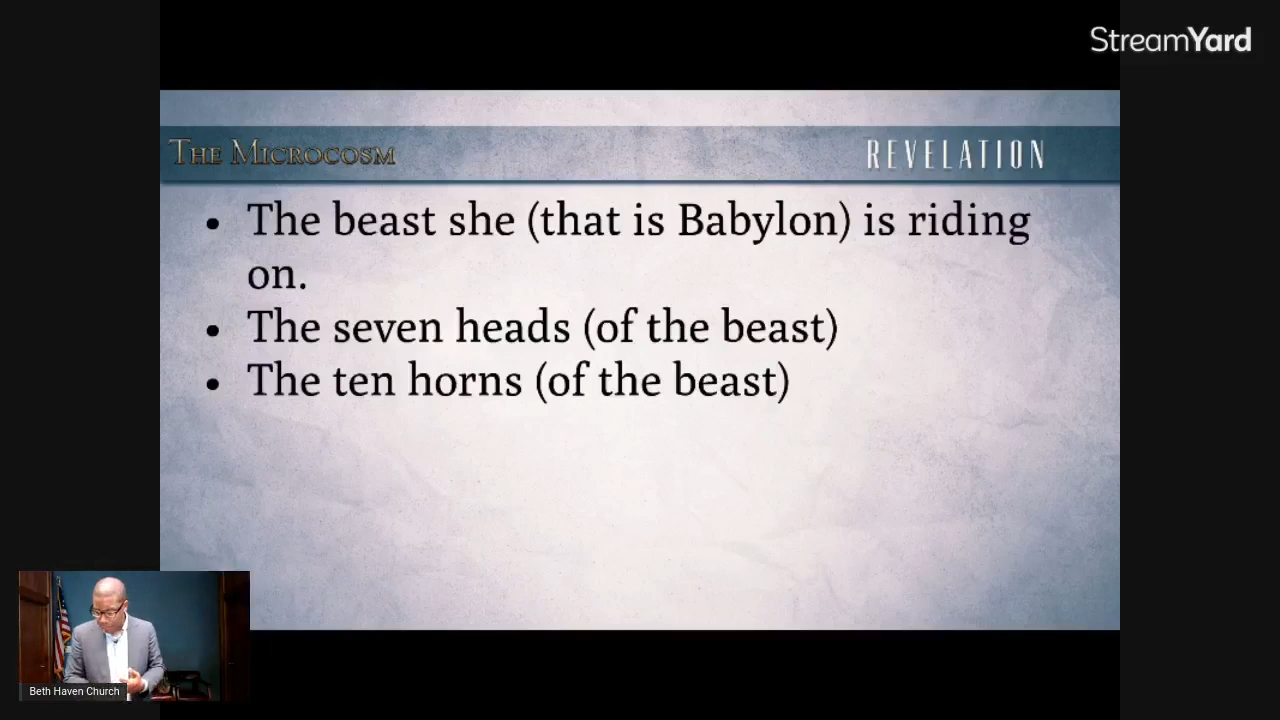 StreamYard
The Microcosm
REVELATION
• The beast she (that is Babylon) is riding
on.
• The seven heads (of the beast)
• The ten horns (of the beast)
Beth Haven Church